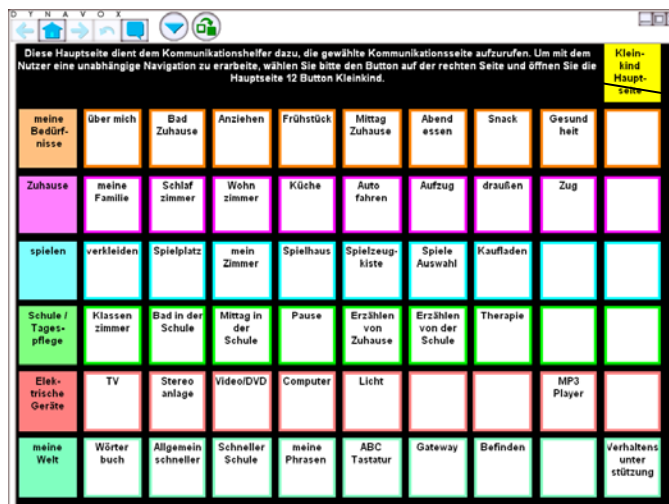 DYNAVOX
Diese Hauptseite dient dem Kommunikationshelfer dazu, die gewählte Kommunikationsseite aufzurufen. Um mit dem
Nutzer eine unabhängige Navigation zu erarbeite, wählen Sie bitte den Button auf der rechten Seite und öffnen Sie die
Hauptseite 12 Button Kleinkind.
Klein-
kind
Haupt-
seite
meine
Bedürf-
nisse
über mich
Bad
Zuhause
Anziehen
Frühstück
Mittag
Zuhause
Abend
essen
Snack
Gesund
heit
Zuhause
meine
Familie
Schlaf
zimmer
Wohn
zimmer
Küche
Auto
fahren
Aufzug
draußen
Zug
spielen
verkleiden
Spielplatz
mein
Zimmer
Spielhaus
Spielzeug-
kiste
Spiele
Auswahl
Kaufladen
Schule /
Tages-
pflege
Klassen
zimmer
Bad in der
Schule
Mittag in
der
Schule
Pause
Erzählen
von
Zuhause
Erzählen
von der
Schule
Therapie
Elek-
trische
Geräte
TV
Stereo
anlage
Video/DVD
Computer
Licht
MP3
Player
meine
Welt
Wörter
buch
Allgemein
schneller
Schneller
Schule
meine
Phrasen
ABC
Tastatur
Gateway
Befinden
Verhaltens
unter
stützung